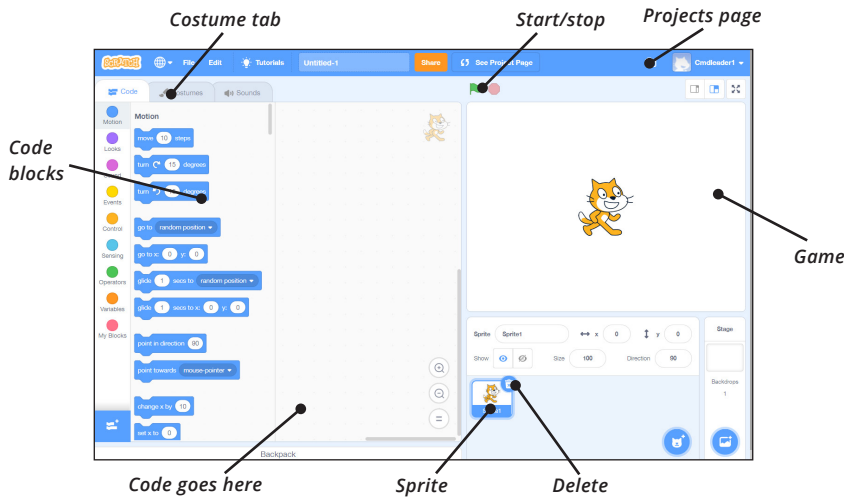 Costume tab
Start/stop
Projects page
SCRATCH
File
Edit
Tutorials
Untitled-1
Share
See Project Page
Cmdleader1
Code
Costumes
Sounds
Motion
Looks
Events
Control
Sensing
Operators
Variables
My Blocks
Motion
move 10 steps
turn 15 degrees
turn 15 degrees
go to random position
go to x: 0 y: 0
glide 1 secs to random position
glide 1 secs to x: 0 y: 0
point in direction 90
point towards mouse-pointer
change x by 10
set x to 0
Backpack
Code
blocks
Game
Sprite Sprite1 x 0 y 0
Show Size 100 Direction 90
Stage
Backdrops
1
Code goes here
Sprite
Delete